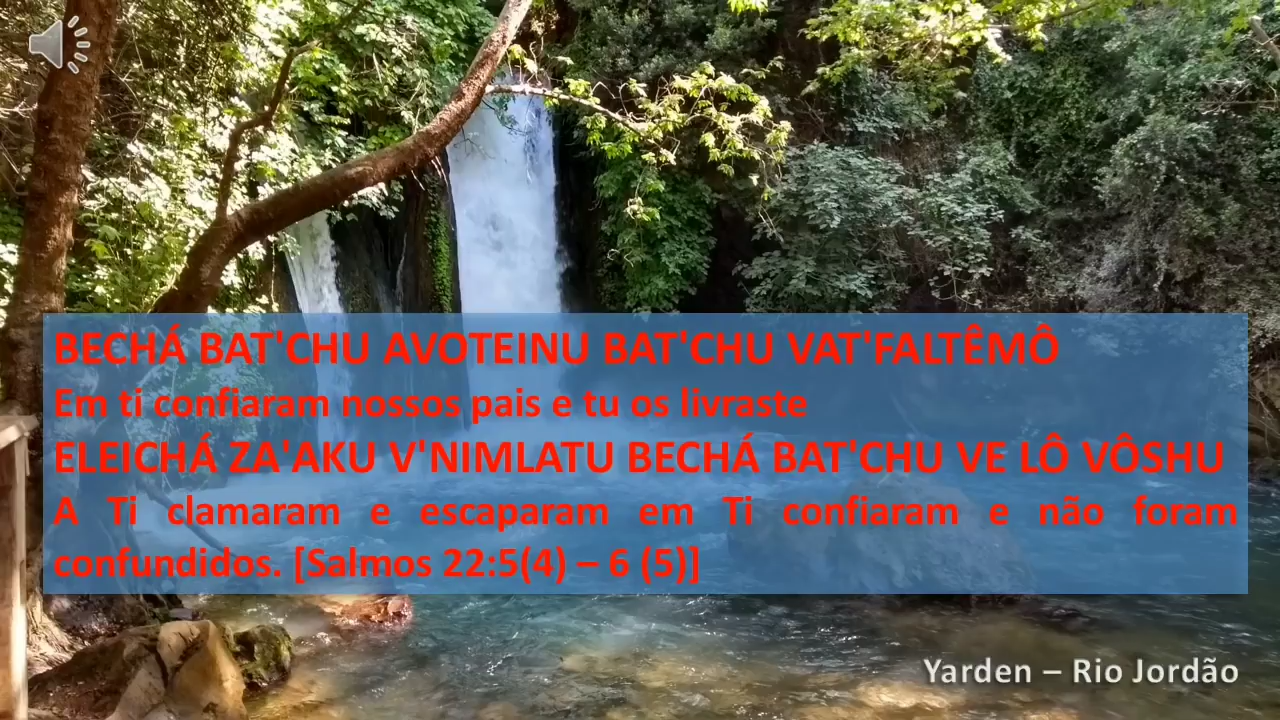 BECHÁ BAT'CHU AVOTEINU BAT'CHU VAT'FALTÊMÔ
Em ti confiaram nossos pais e tu os livraste
ELEICHÁ ZA'AKU V'NIMLATU BECHÁ BAT'CHU VE LÔ VÔSHU
A Ti clamaram e escaparam em Ti confiaram e não foram
confundidos. [Salmos 22:5(4) – 6 (5)]
Yarden – Rio Jordão